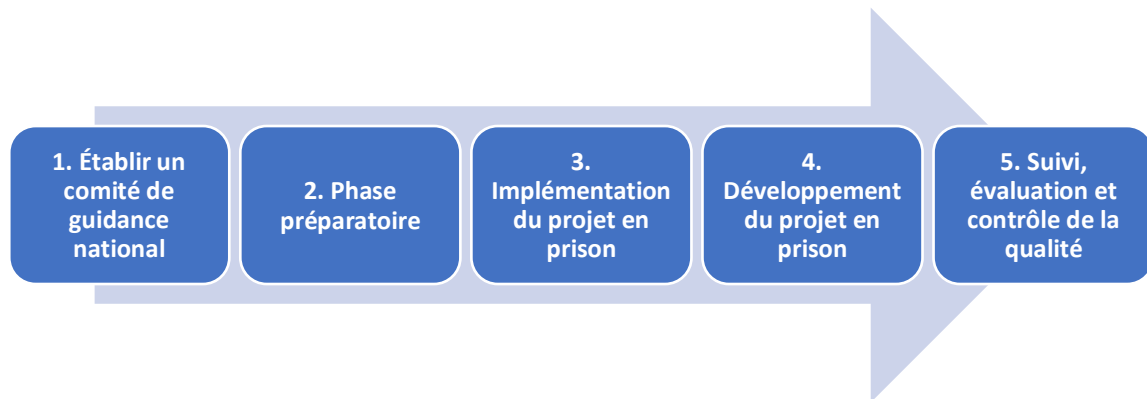 1. Établir un
comité de
guidance
national
2. Phase
préparatoire
3.
Implémentation
du projet en
prison
4.
Développement
du projet en
prison
5. Suivi,
évaluation et
contrôle de la
qualité